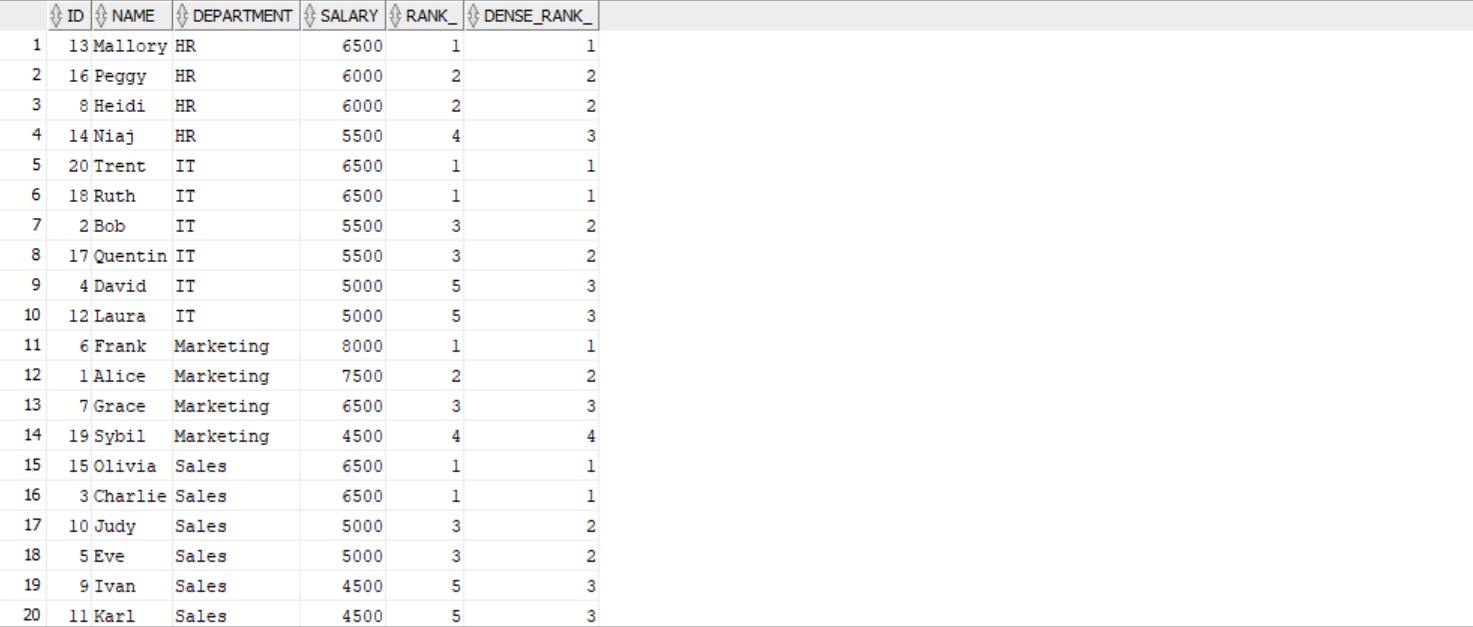 ID NAME DEPARTMENT SALARY RANK_ DENSE_RANK_
1 13 Mallory HR 6500 1 1
2 16 Peggy HR 6000 2 2
3 8 Heidi HR 6000 2 2
4 14 Niaj HR 5500 4 3
5 20 Trent IT 6500 1 1
6 18 Ruth IT 6500 1 1
7 2 Bob IT 5500 3 2
8 17 Quentin IT 5500 3 2
9 4 David IT 5000 5 3
10 12 Laura IT 5000 5 3
11 6 Frank Marketing 8000 1 1
12 1 Alice Marketing 7500 2 2
13 7 Grace Marketing 6500 3 3
14 19 Sybil Marketing 4500 4 4
15 15 Olivia Sales 6500 1 1
16 3 Charlie Sales 6500 1 1
17 10 Judy Sales 5000 3 2
18 5 Eve Sales 5000 3 2
19 9 Ivan Sales 4500 5 3
20 11 Karl Sales 4500 5 3